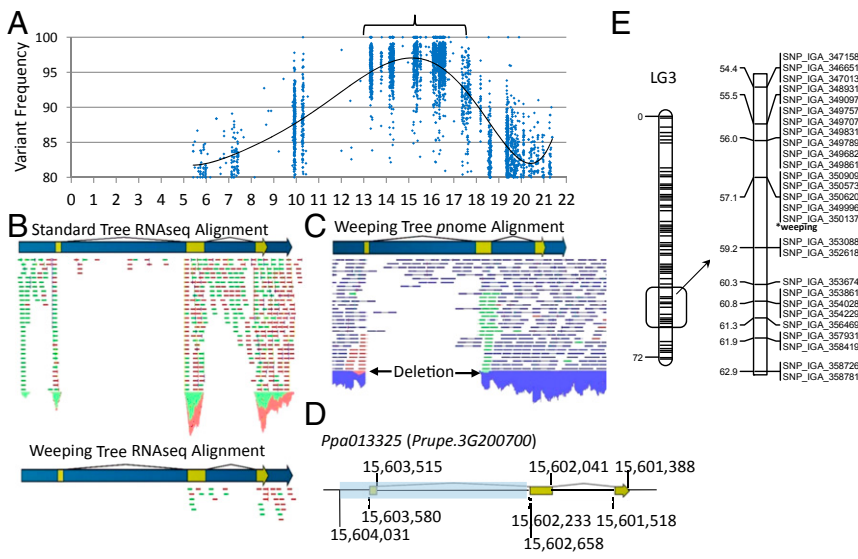 A
Variant Frequency
100
95
90
85
80
0 1 2 3 4 5 6 7 8 9 10 11 12 13 14 15 16 17 18 19 20 21 22
B
Standard Tree RNAseq Alignment
Weeping Tree RNAseq Alignment
C
Weeping Tree pnome Alignment
Deletion
D
Ppa013325 (Prupe.3G200700)
15,603,515
15,602,041
15,601,388
15,603,580
15,602,233
15,601,518
15,604,031
15,602,658
E
LG3
0
72
54.4
55.5
56.0
57.1
59.2
60.3
60.8
61.3
61.9
62.9
SNP_IGA_347158
SNP_IGA_346651
SNP_IGA_347013
SNP_IGA_348931
SNP_IGA_349097
SNP_IGA_349757
SNP_IGA_349707
SNP_IGA_349831
SNP_IGA_349789
SNP_IGA_349682
SNP_IGA_349861
SNP_IGA_350909
SNP_IGA_350573
SNP_IGA_350620
SNP_IGA_349996
SNP_IGA_350137
*weeping
SNP_IGA_353088
SNP_IGA_352618
SNP_IGA_353674
SNP_IGA_353861
SNP_IGA_354028
SNP_IGA_354229
SNP_IGA_356469
SNP_IGA_357931
SNP_IGA_358419
SNP_IGA_358726
SNP_IGA_358781